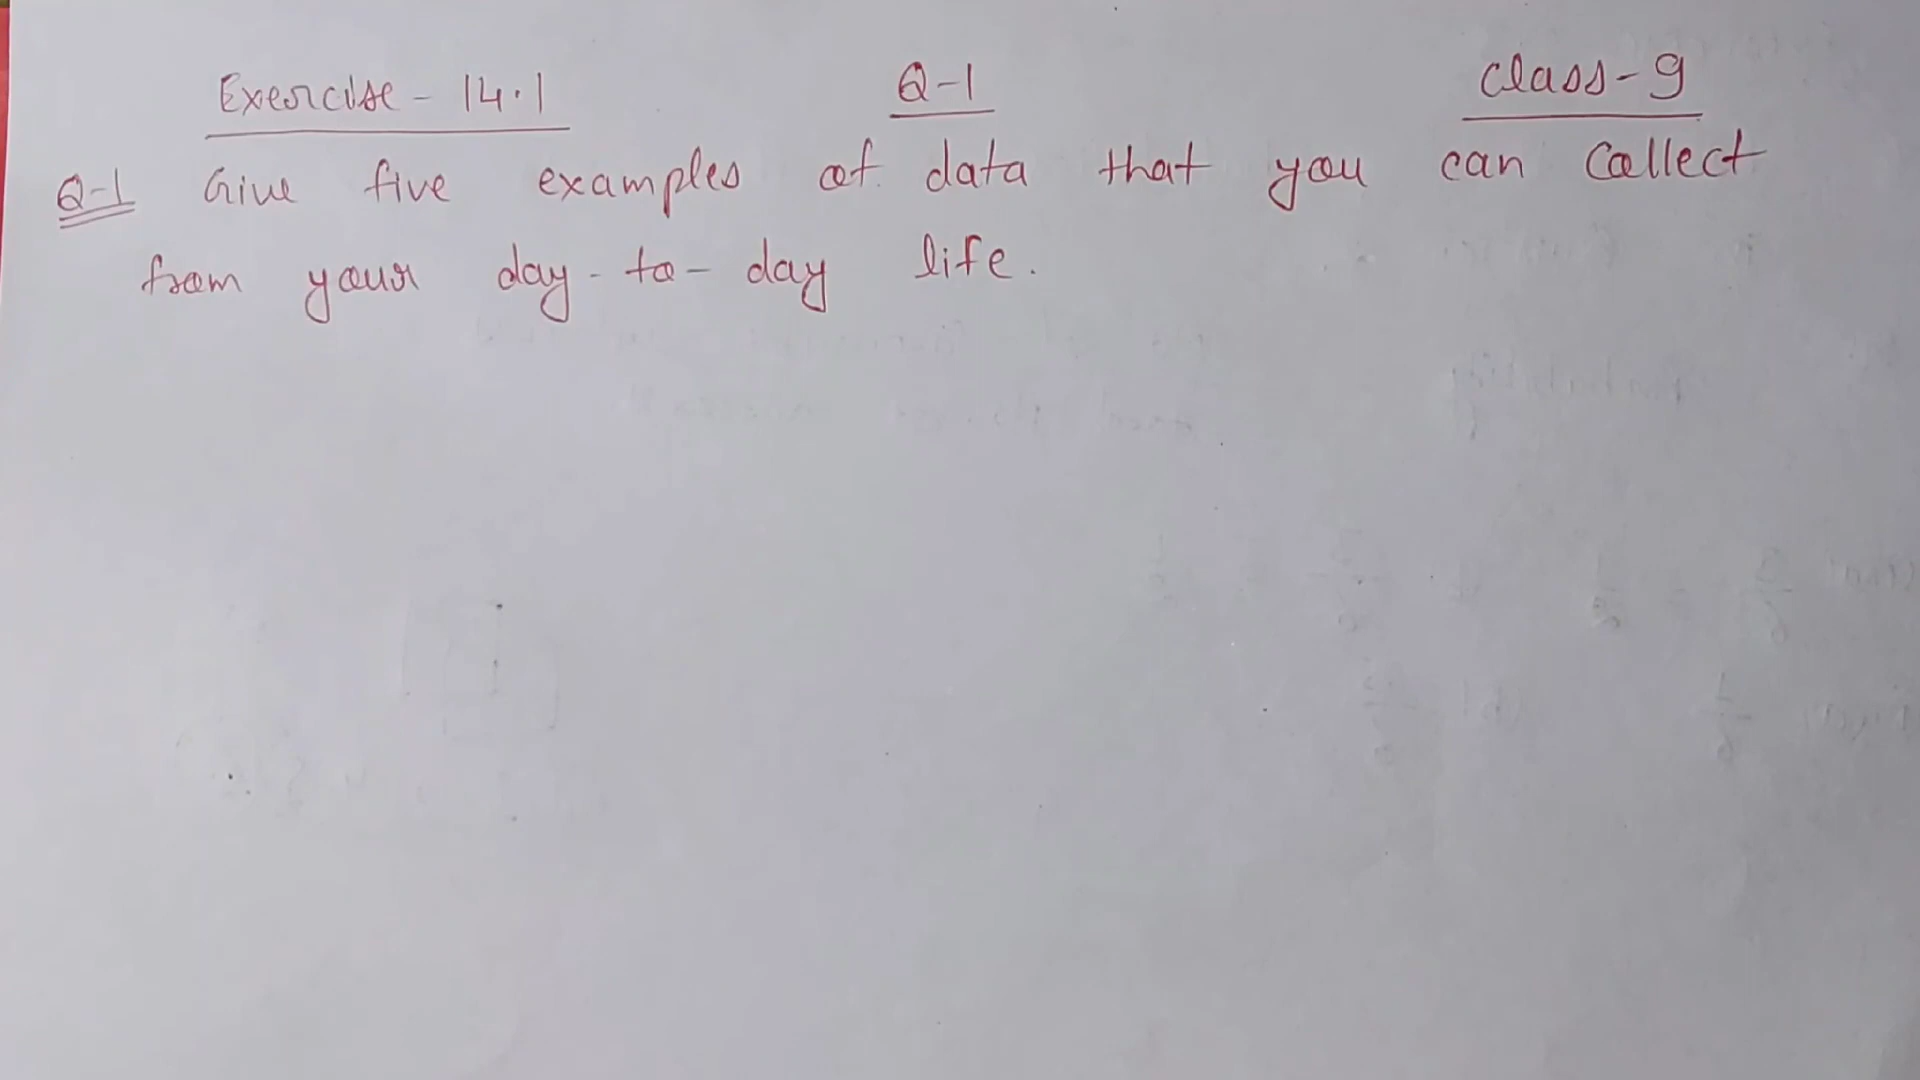 Exercise - 14.1 Q-1 Class-9
Q-1 Give five examples of data that you can collect
from your day-to-day life.